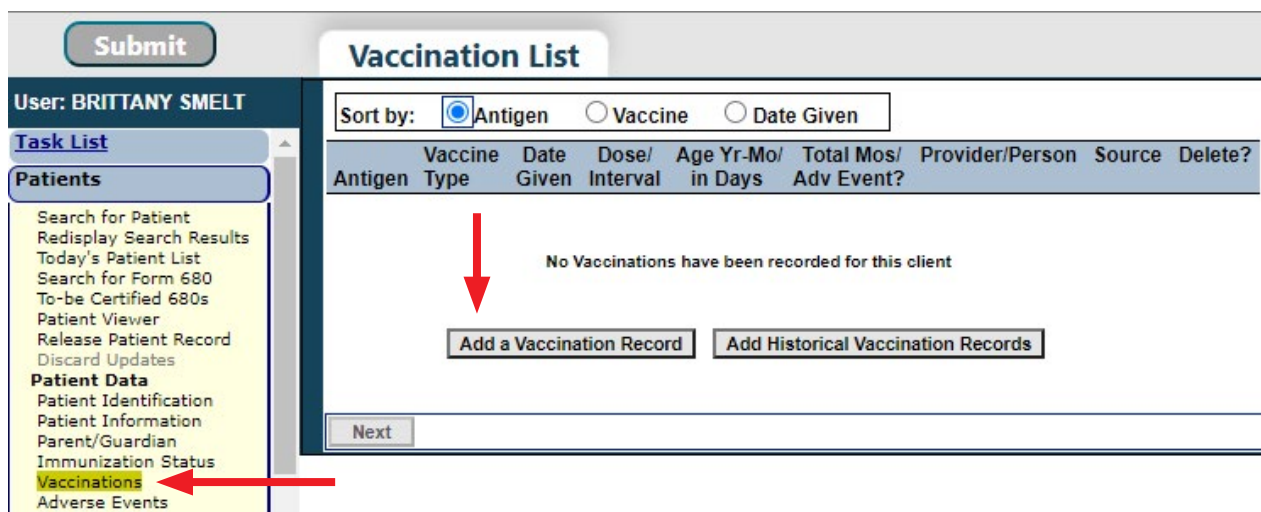 Submit
User: BRITTANY SMELT
Task List
Patients
Search for Patient
Redisplay Search Results
Today's Patient List
Search for Form 680
To-be Certified 680s
Patient Viewer
Release Patient Record
Discard Updates
Patient Data
Patient Identification
Patient Information
Parent/Guardian
Immunization Status
Vaccinations
Adverse Events
Vaccination List
Sort by: Antigen Vaccine Date Given
Vaccine Date Dose/ Age Yr-Mo/ Total Mos/ Provider/Person Source Delete?
Antigen Type Given Interval in Days Adv Event?
No Vaccinations have been recorded for this client
Add a Vaccination Record Add Historical Vaccination Records
Next